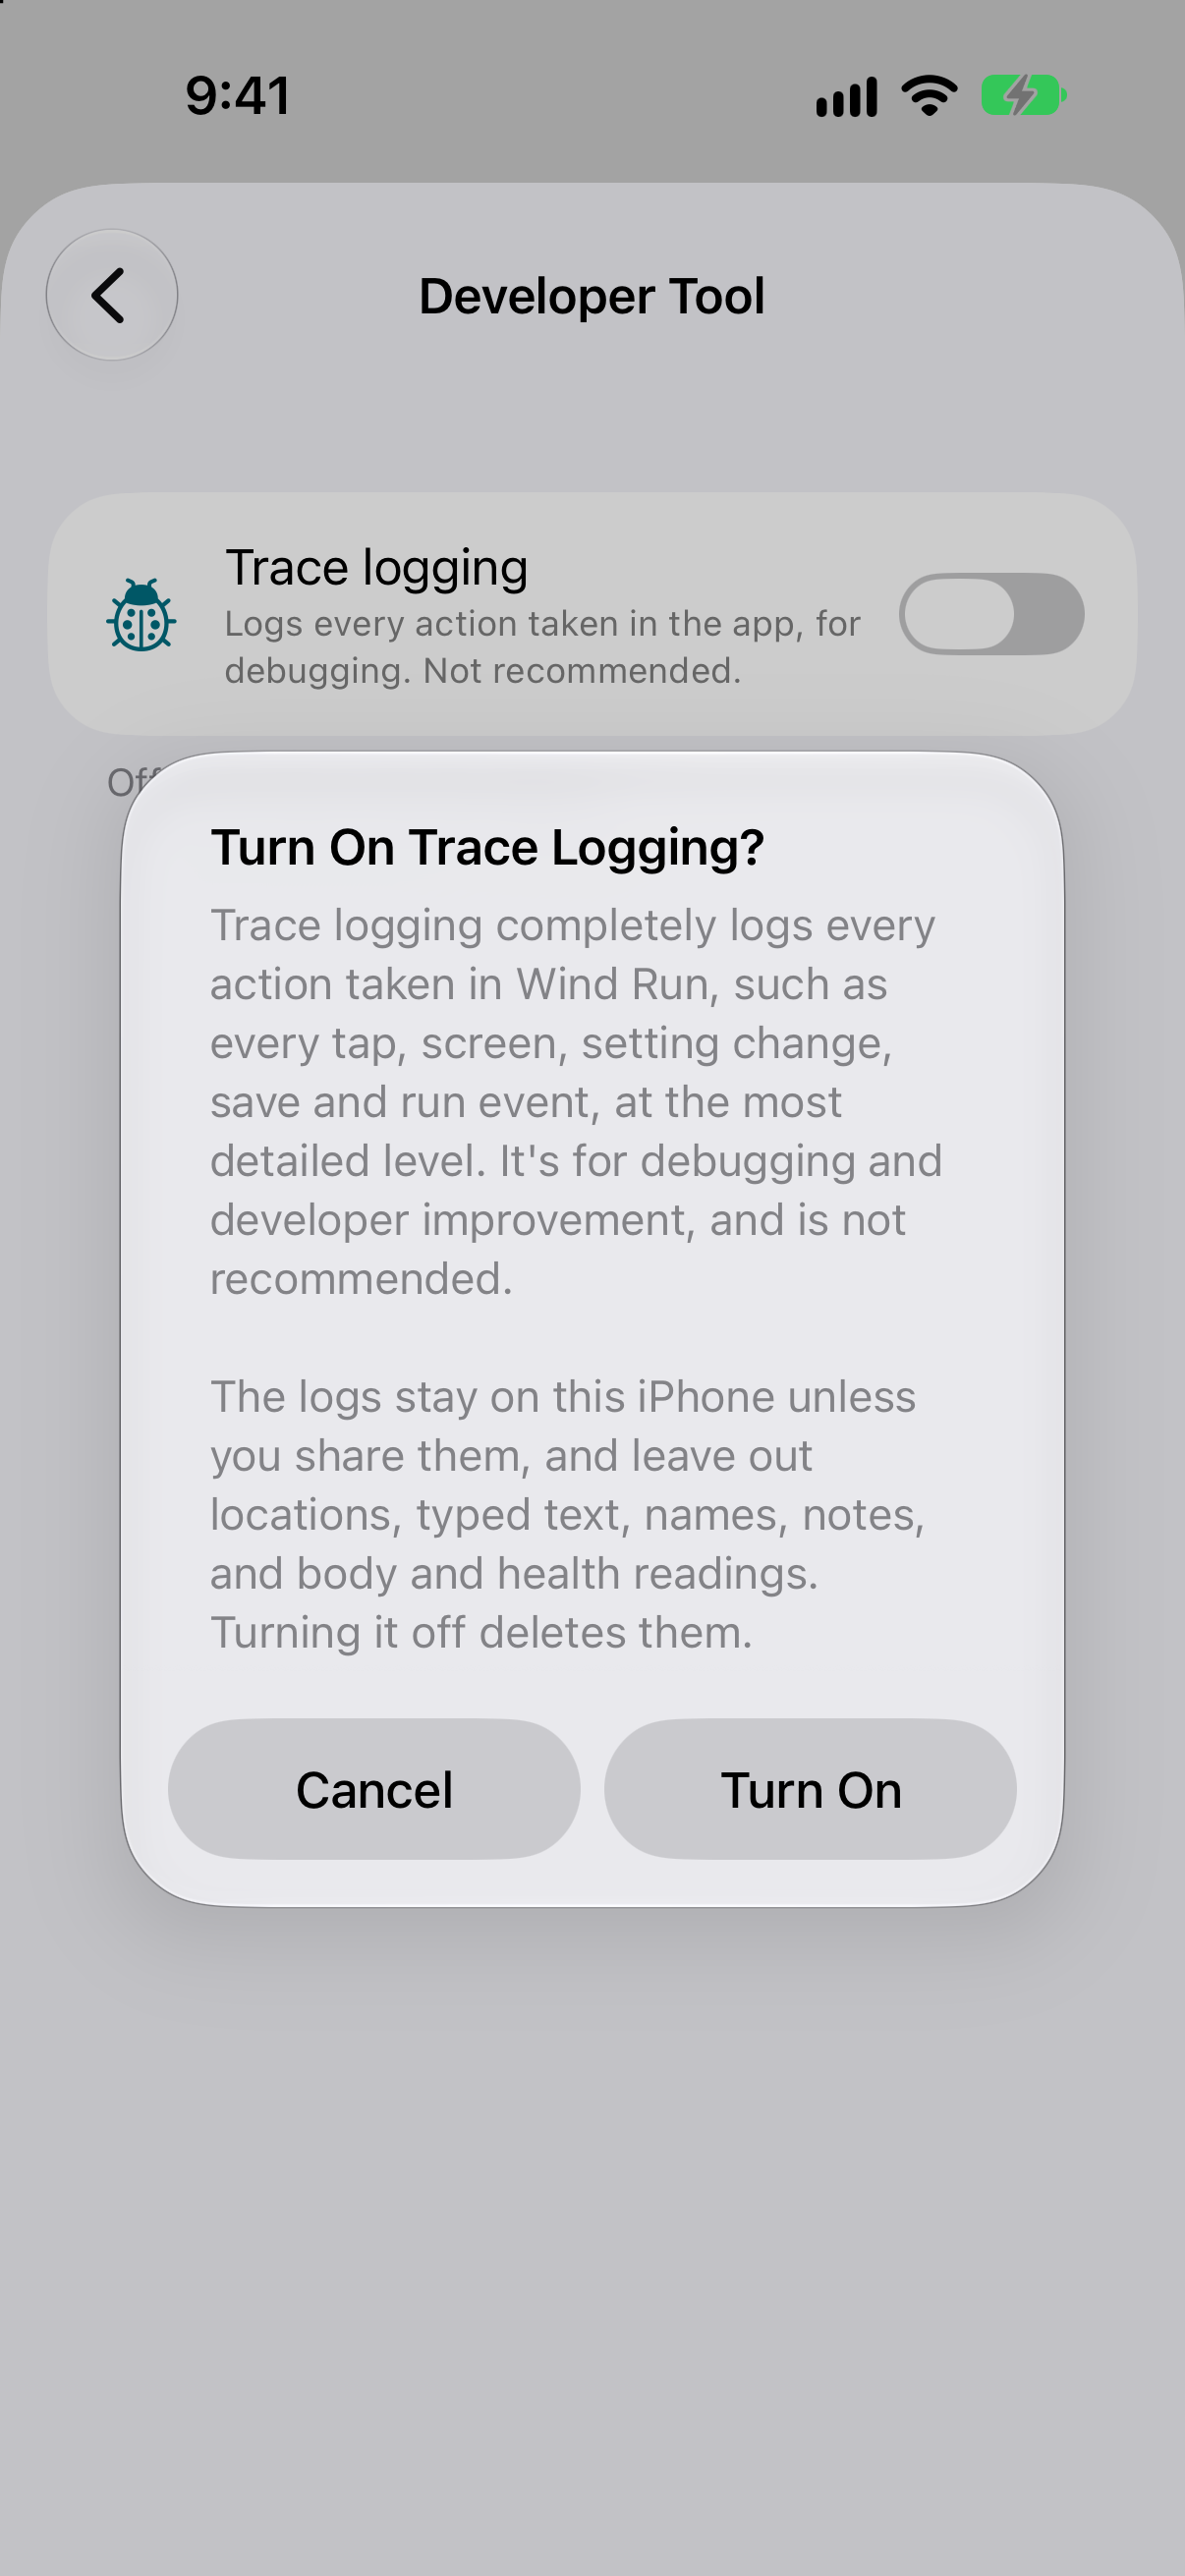 9:41
Developer Tool
Trace logging
Logs every action taken in the app, for
debugging. Not recommended.
Off
Turn On Trace Logging?
Trace logging completely logs every
action taken in Wind Run, such as
every tap, screen, setting change,
save and run event, at the most
detailed level. It's for debugging and
developer improvement, and is not
recommended.
The logs stay on this iPhone unless
you share them, and leave out
locations, typed text, names, notes,
and body and health readings.
Turning it off deletes them.
Cancel
Turn On